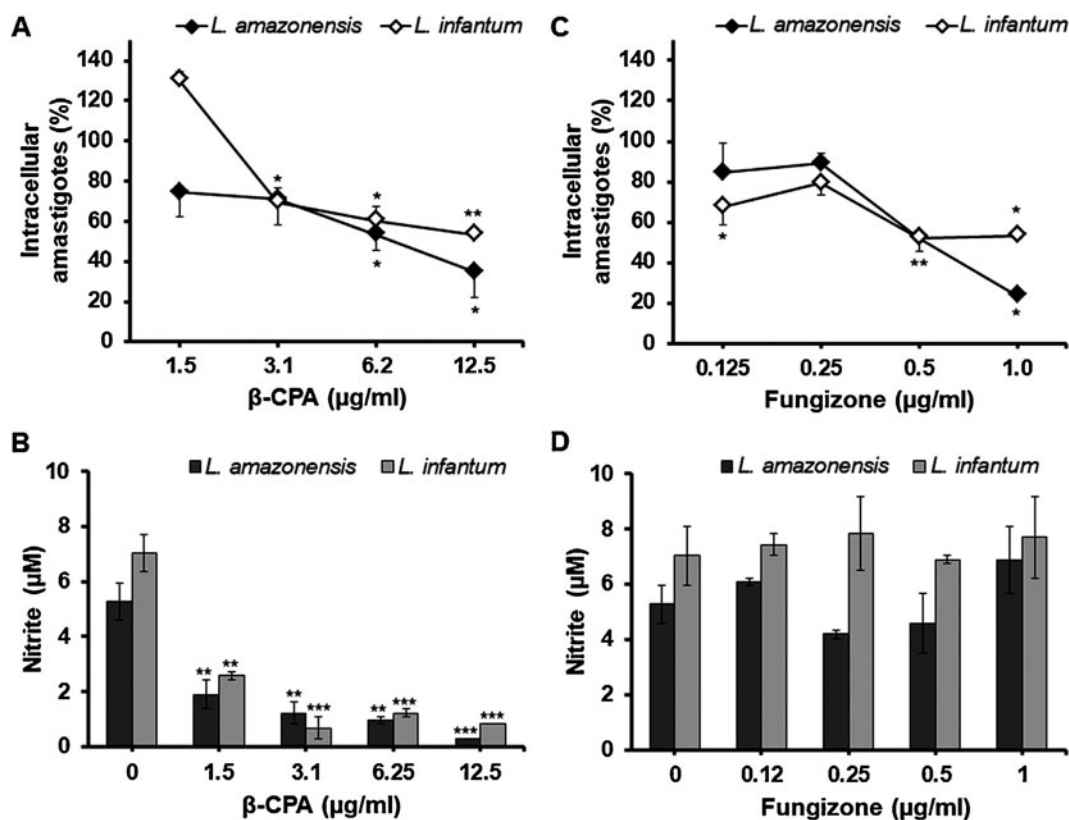 A
L. amazonensis L. infantum
Intracellular
amastigotes (%)
140
120
100
80
60
40
20
0
*
*
*
**
*
1.5 3.1 6.2 12.5
β-CPA (µg/ml)
C
L. amazonensis L. infantum
Intracellular
amastigotes (%)
140
120
100
80
60
40
20
0
*
**
*
*
0.125 0.25 0.5 1.0
Fungizone (µg/ml)
B
L. amazonensis L. infantum
Nitrite (µM)
10
8
6
4
2
0
** ** ** *** ** *** *** ***
0 1.5 3.1 6.25 12.5
β-CPA (µg/ml)
D
L. amazonensis L. infantum
Nitrite (µM)
10
8
6
4
2
0
0 0.12 0.25 0.5 1
Fungizone (µg/ml)